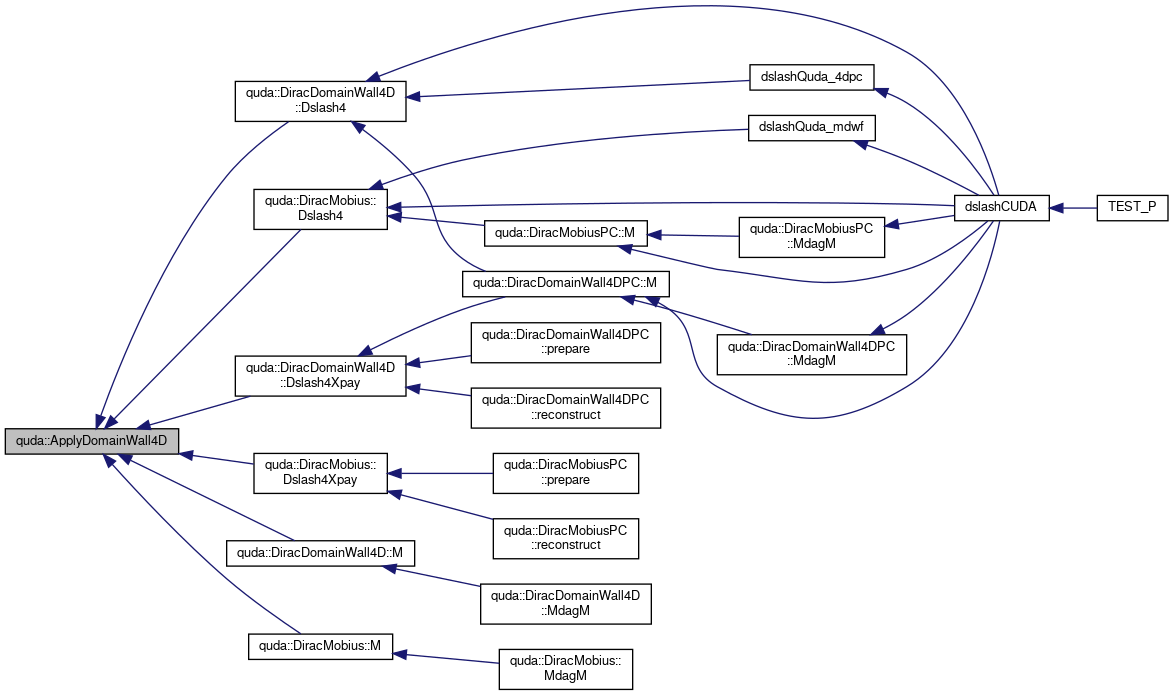 quda::ApplyDomainWall4D
quda::DiracDomainWall4D
::Dslash4
quda::DiracMobius::
Dslash4
quda::DiracDomainWall4D
::Dslash4Xpay
quda::DiracMobius::
Dslash4Xpay
quda::DiracDomainWall4D::M
quda::DiracMobius::M
dslashQuda_4dpc
dslashQuda_mdwf
quda::DiracMobiusPC::M
quda::DiracMobiusPC
::MdagM
quda::DiracDomainWall4DPC::M
quda::DiracDomainWall4DPC
::MdagM
quda::DiracDomainWall4DPC
::prepare
quda::DiracDomainWall4DPC
::reconstruct
quda::DiracMobiusPC
::prepare
quda::DiracMobiusPC
::reconstruct
quda::DiracDomainWall4D
::MdagM
quda::DiracMobius::
MdagM
dslashCUDA
TEST_P